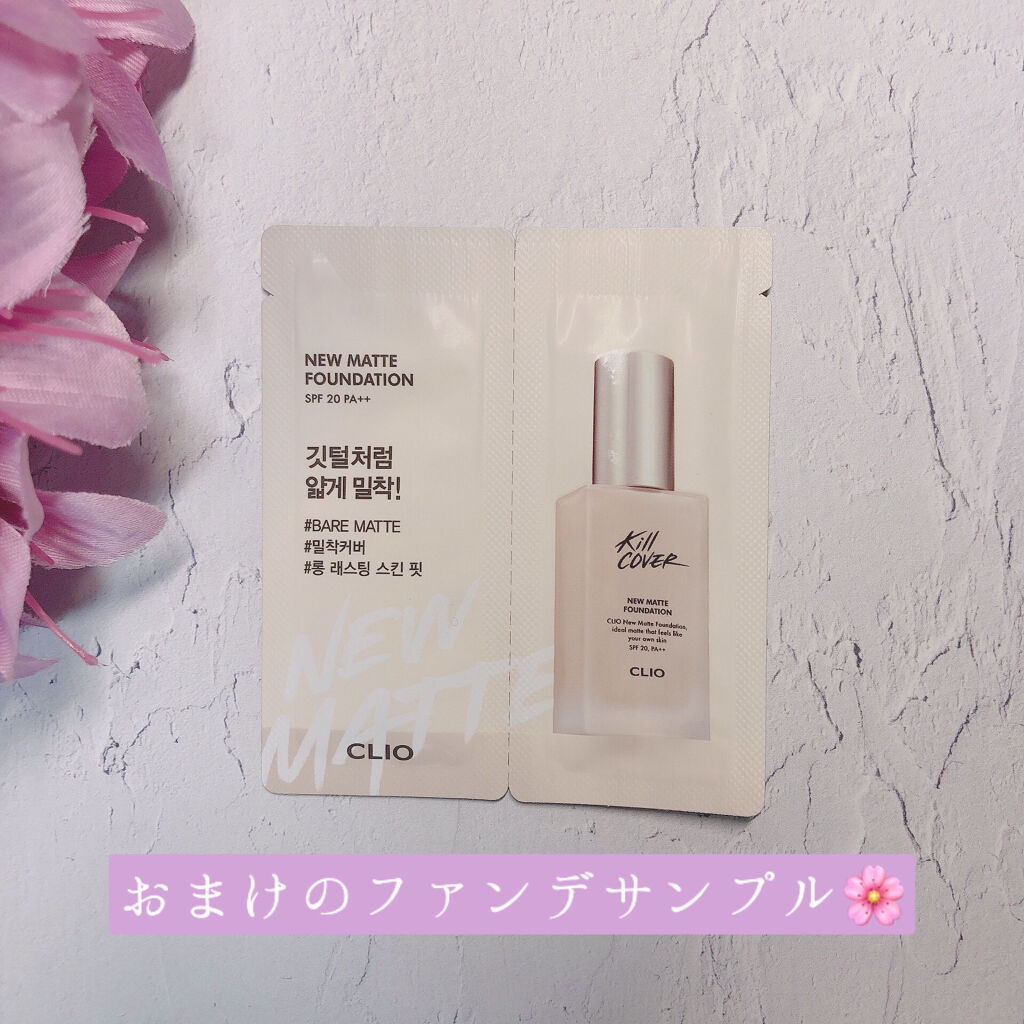 NEW MATTE
FOUNDATION
SPF 20 PA++
깃털처럼
얇게 밀착!
#BARE MATTE
#밀착커버
#롱 래스팅 스킨 핏
NEW
MATTE
CLIO
Kill
COVER
NEW MATTE
FOUNDATION
CLIO New Matte Foundation,
ideal matte that feels like
your own skin
SPF 20, PA++
CLIO
おまけのファンデサンプル🌸